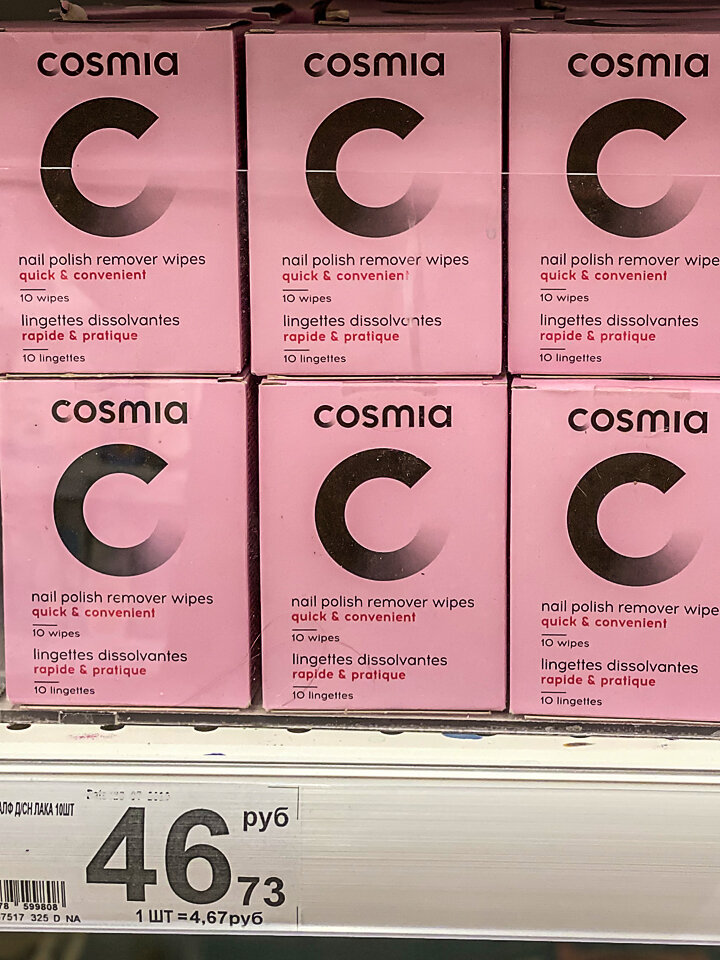 cosmia
nail polish remover wipes
quick & convenient
10 wipes
lingettes dissolvantes
rapide & pratique
10 lingettes
cosmia
nail polish remover wipes
quick & convenient
10 wipes
lingettes dissolvantes
rapide & pratique
10 lingettes
cosmia
nail polish remover wipe
quick & convenient
10 wipes
lingettes dissolvantes
rapide & pratique
10 lingettes
cosmia
nail polish remover wipes
quick & convenient
10 wipes
lingettes dissolvantes
rapide & pratique
10 lingettes
cosmia
nail polish remover wipes
quick & convenient
10 wipes
lingettes dissolvantes
rapide & pratique
10 lingettes
cosmia
nail polish remover wipe
quick & convenient
10 wipes
lingettes dissolvantes
rapide & pratique
10 lingettes
Д/СН ЛАКА 10ШТ
46 73 руб
1 ШТ =4,67руб
599808
7517 325 D NA